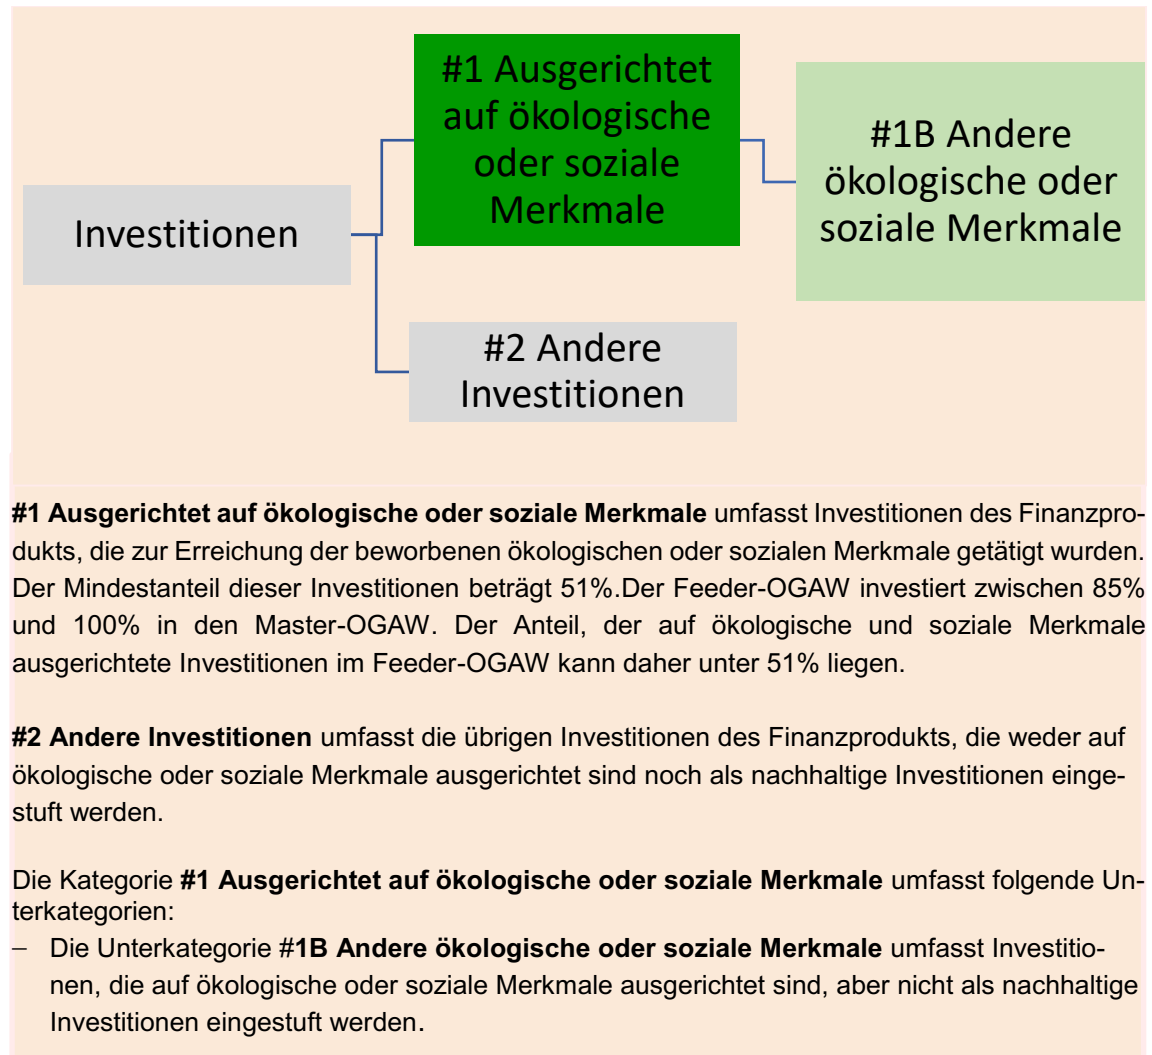 #1 Ausgerichtet
auf ökologische
oder soziale
Merkmale
#1B Andere
ökologische oder
soziale Merkmale
Investitionen
#2 Andere
Investitionen
#1 Ausgerichtet auf ökologische oder soziale Merkmale umfasst Investitionen des Finanzpro-
dukts, die zur Erreichung der beworbenen ökologischen oder sozialen Merkmale getätigt wurden.
Der Mindestanteil dieser Investitionen beträgt 51%.Der Feeder-OGAW investiert zwischen 85%
und 100% in den Master-OGAW. Der Anteil, der auf ökologische und soziale Merkmale
ausgerichtete Investitionen im Feeder-OGAW kann daher unter 51% liegen.
#2 Andere Investitionen umfasst die übrigen Investitionen des Finanzprodukts, die weder auf
ökologische oder soziale Merkmale ausgerichtet sind noch als nachhaltige Investitionen einge-
stuft werden.
Die Kategorie #1 Ausgerichtet auf ökologische oder soziale Merkmale umfasst folgende Un-
terkategorien:
– Die Unterkategorie #1B Andere ökologische oder soziale Merkmale umfasst Investitio-
nen, die auf ökologische oder soziale Merkmale ausgerichtet sind, aber nicht als nachhaltige
Investitionen eingestuft werden.